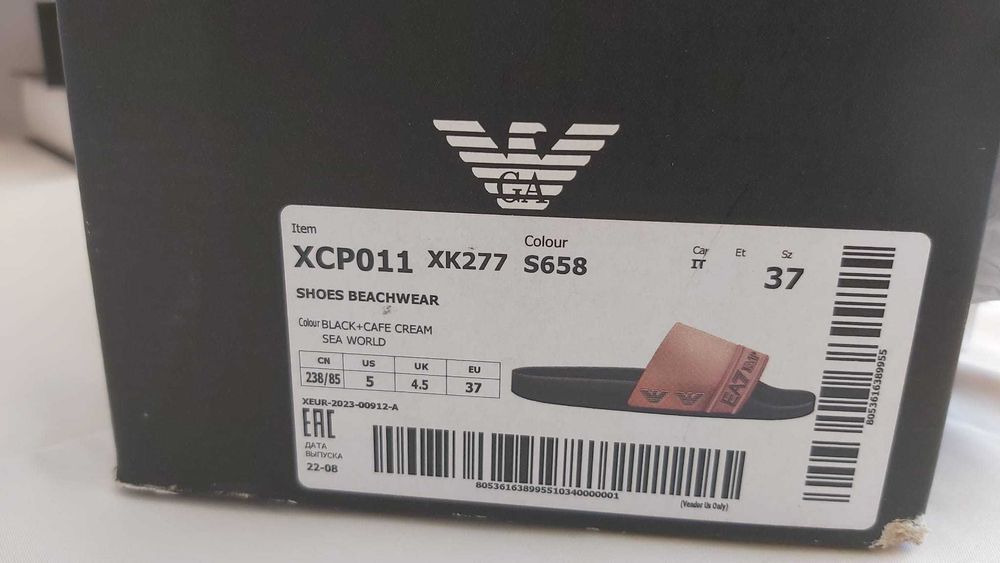 GA
Item
XCP011 XK277
Colour
S658
Car
IT
Et
Sz
37
SHOES BEACHWEAR
Colour BLACK+CAFE CREAM
SEA WORLD
CN US UK EU
238/85 5 4.5 37
XEUR-2023-00912-A
EAC
ДАТА
ВЫПУСКА
22-08
EA7
805361638995510340000001
(Vendor Us Only)
8053616389955